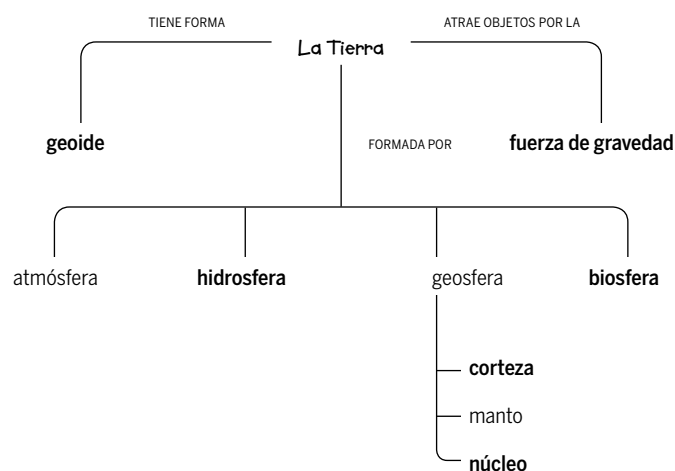 TIENE FORMA
ATRAE OBJETOS POR LA
La Tierra
geoide
FORMADA POR
fuerza de gravedad
atmósfera
hidrosfera
geosfera
biosfera
corteza
manto
núcleo